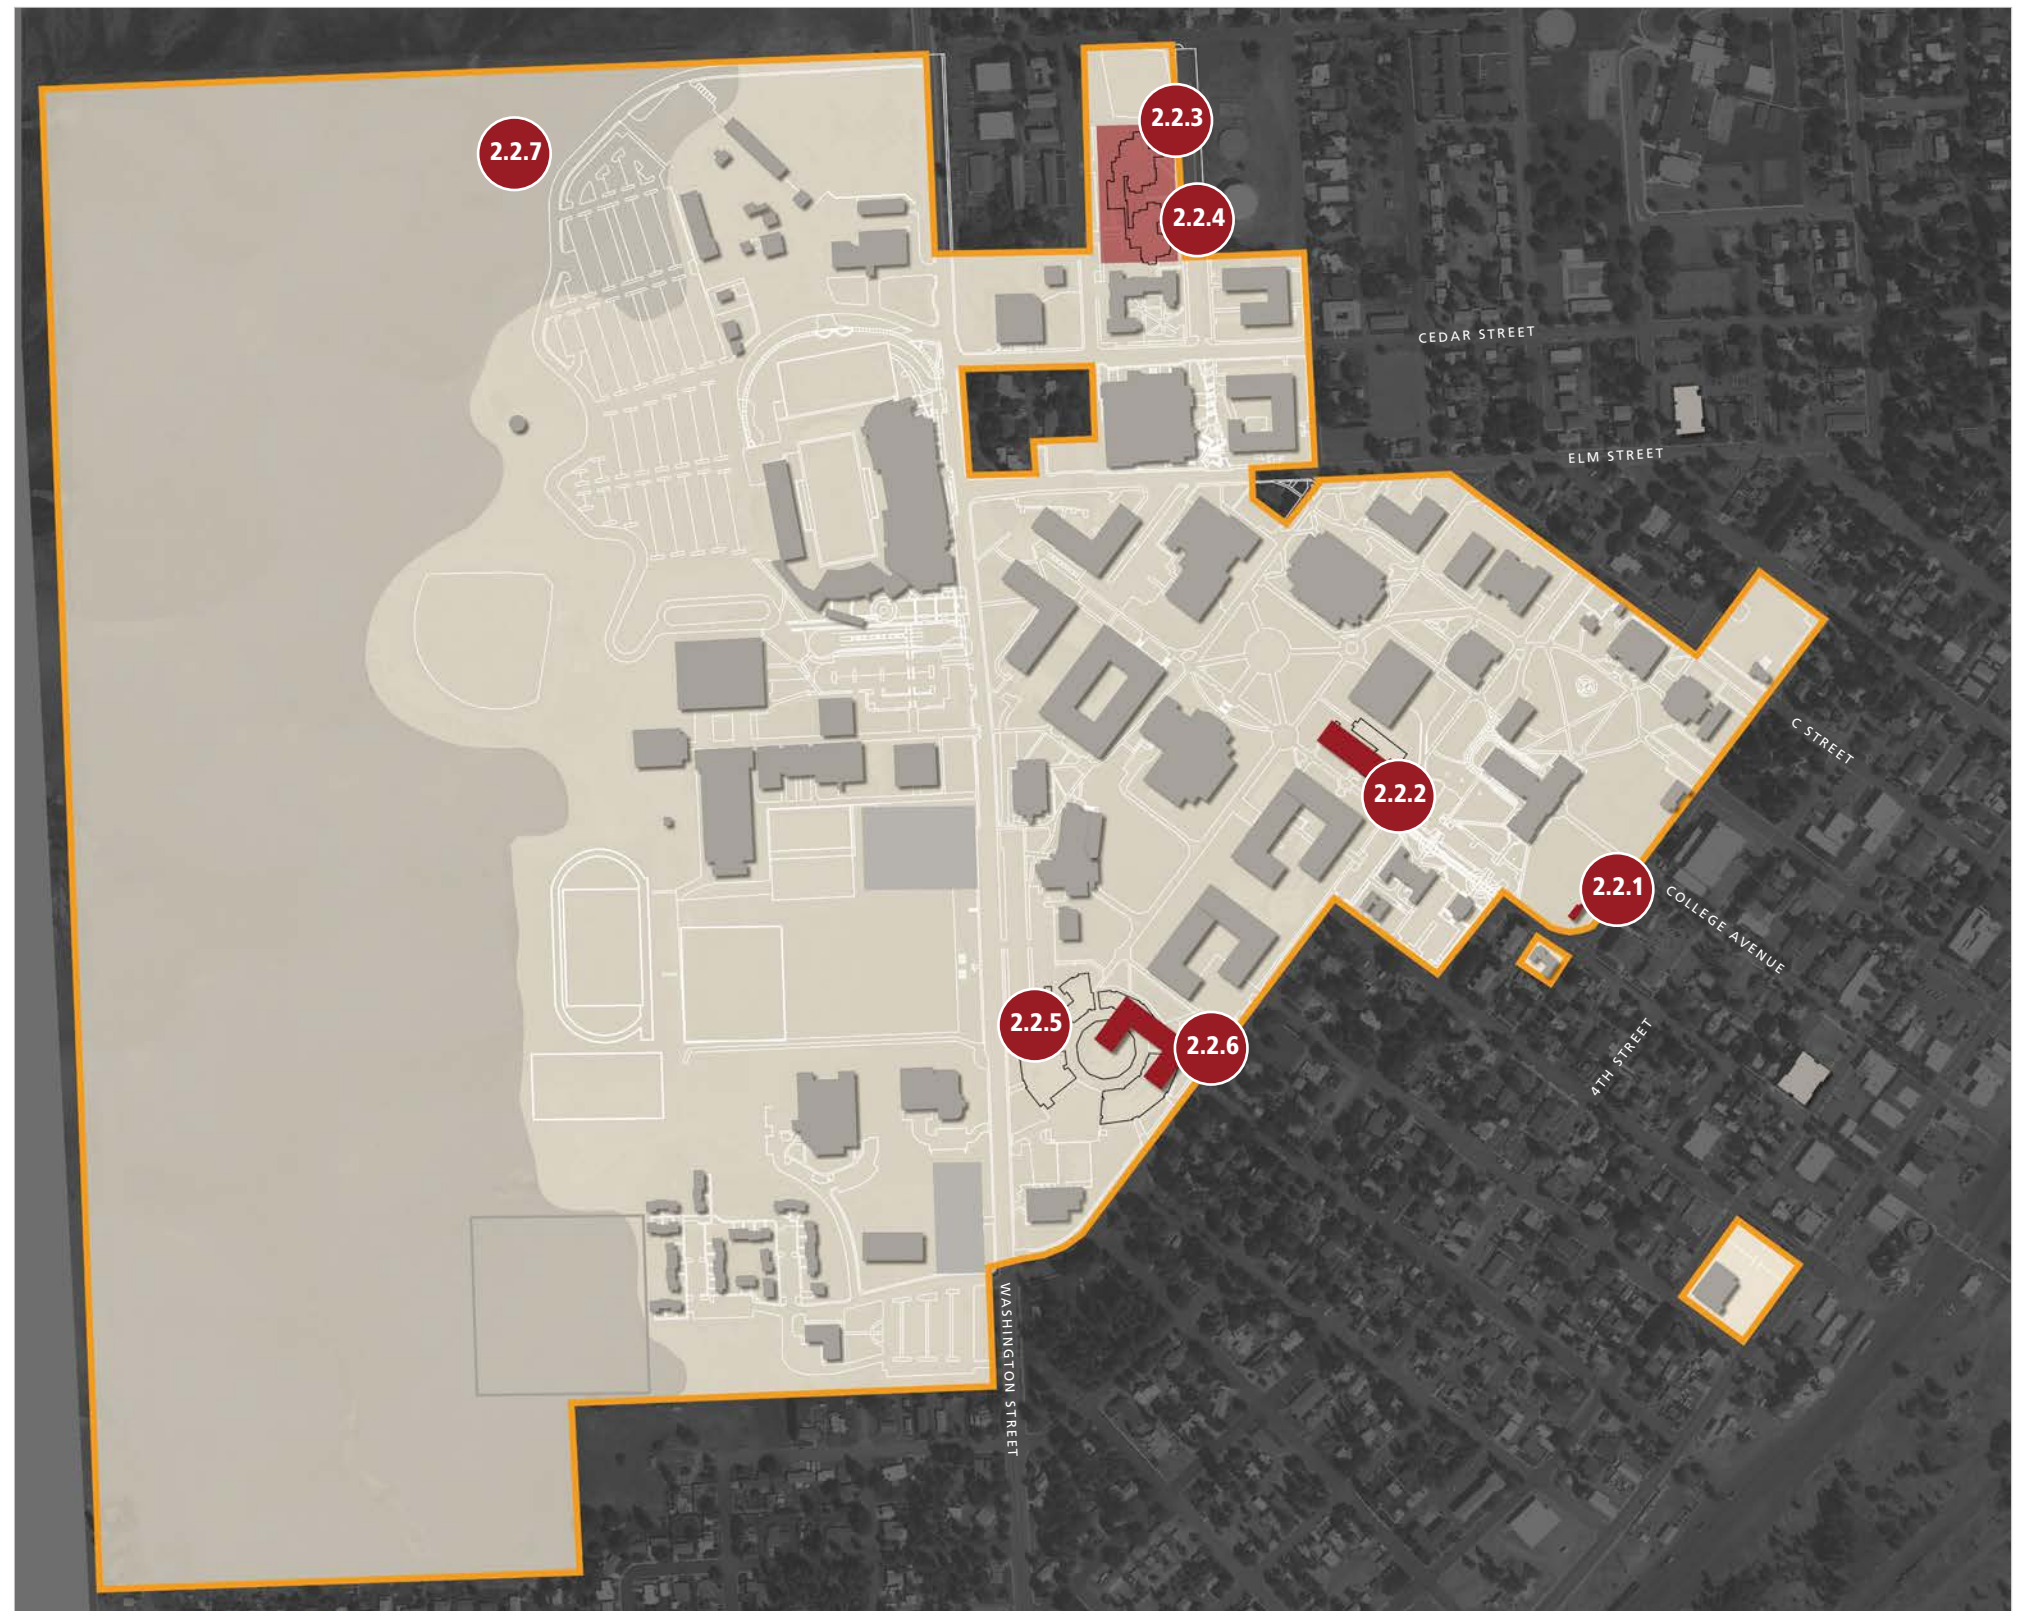 2.2.3
2.2.7
2.2.4
CEDAR STREET
ELM STREET
C STREET
2.2.2
2.2.1
COLLEGE AVENUE
2.2.5
2.2.6
4TH STREET
WASHINGTON STREET